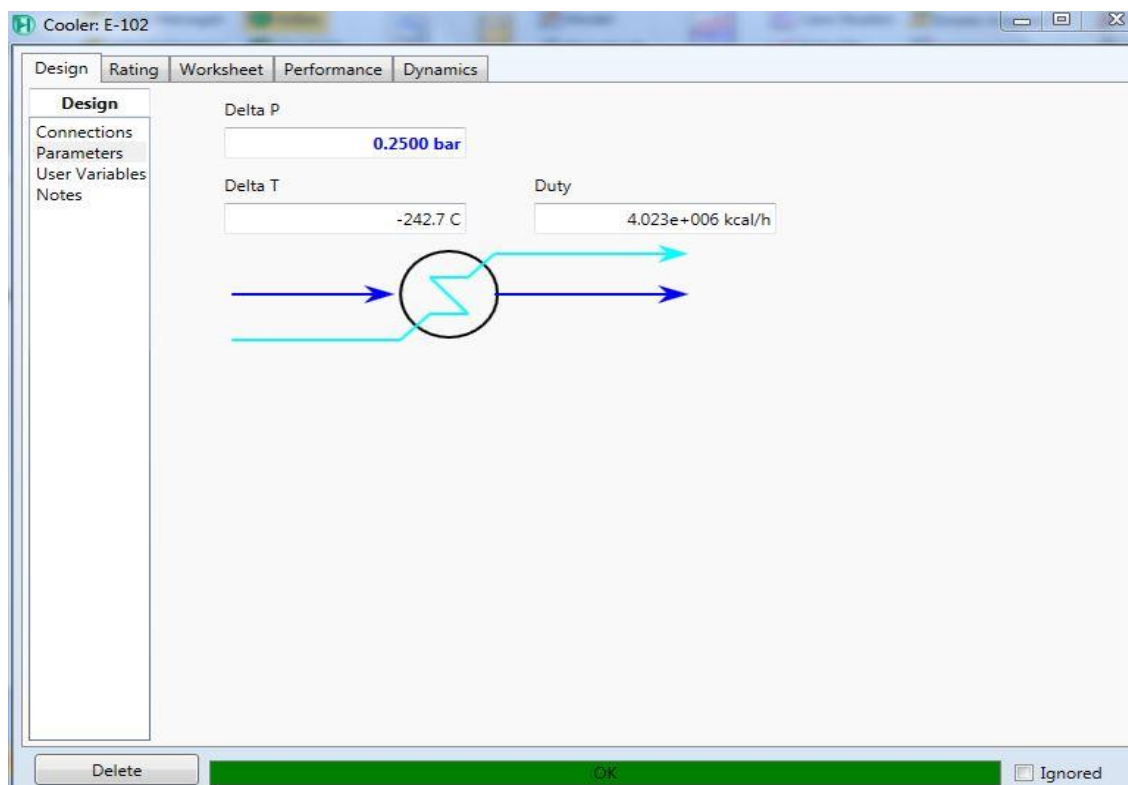 Cooler: E-102
Design Rating Worksheet Performance Dynamics
Design
Connections
Parameters
User Variables
Notes
Delta P
0.2500 bar
Delta T Duty
-242.7 C 4.023e+006 kcal/h
Delete OK Ignored